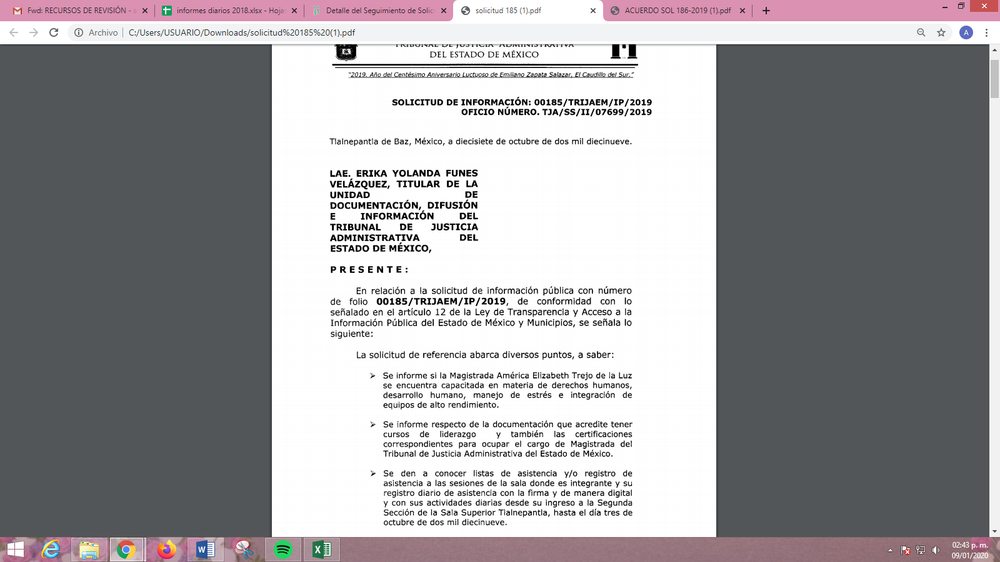 Fwd: RECURSOS DE REVISIÓN - a
informes diarios 2018.xlsx - Hoja
Detalle del Seguimiento de Solici
solicitud 185 (1).pdf
ACUERDO SOL 186-2019 (1).pdf
Archivo
C:/Users/USUARIO/Downloads/solicitud%20185%20(1).pdf
A
TRIBUNAL DE JUSTICIA ADMINISTRATIVA
DEL ESTADO DE MÉXICO
"2019. Año del Centésimo Aniversario Luctuoso de Emiliano Zapata Salazar, El Caudillo del Sur."
SOLICITUD DE INFORMACIÓN: 00185/TRIJAEM/IP/2019
OFICIO NÚMERO. TJA/SS/II/07699/2019
Tlalnepantla de Baz, México, a diecisiete de octubre de dos mil diecinueve.
LAE. ERIKA YOLANDA FUNES
VELÁZQUEZ, TITULAR DE LA
UNIDAD DE
DOCUMENTACIÓN, DIFUSIÓN
E INFORMACIÓN DEL
TRIBUNAL DE JUSTICIA
ADMINISTRATIVA DEL
ESTADO DE MÉXICO,
P R E S E N T E :
En relación a la solicitud de información pública con número
de folio 00185/TRIJAEM/IP/2019, de conformidad con lo
señalado en el artículo 12 de la Ley de Transparencia y Acceso a la
Información Pública del Estado de México y Municipios, se señala lo
siguiente:
La solicitud de referencia abarca diversos puntos, a saber:
➢ Se informe si la Magistrada América Elizabeth Trejo de la Luz
se encuentra capacitada en materia de derechos humanos,
desarrollo humano, manejo de estrés e integración de
equipos de alto rendimiento.
➢ Se informe respecto de la documentación que acredite tener
cursos de liderazgo y también las certificaciones
correspondientes para ocupar el cargo de Magistrada del
Tribunal de Justicia Administrativa del Estado de México.
➢ Se den a conocer listas de asistencia y/o registro de
asistencia a las sesiones de la sala donde es integrante y su
registro diario de asistencia con la firma y de manera digital
y con sus actividades diarias desde su ingreso a la Segunda
Sección de la Sala Superior Tlalnepantla, hasta el día tres de
octubre de dos mil diecinueve.
02:43 p. m.
09/01/2020